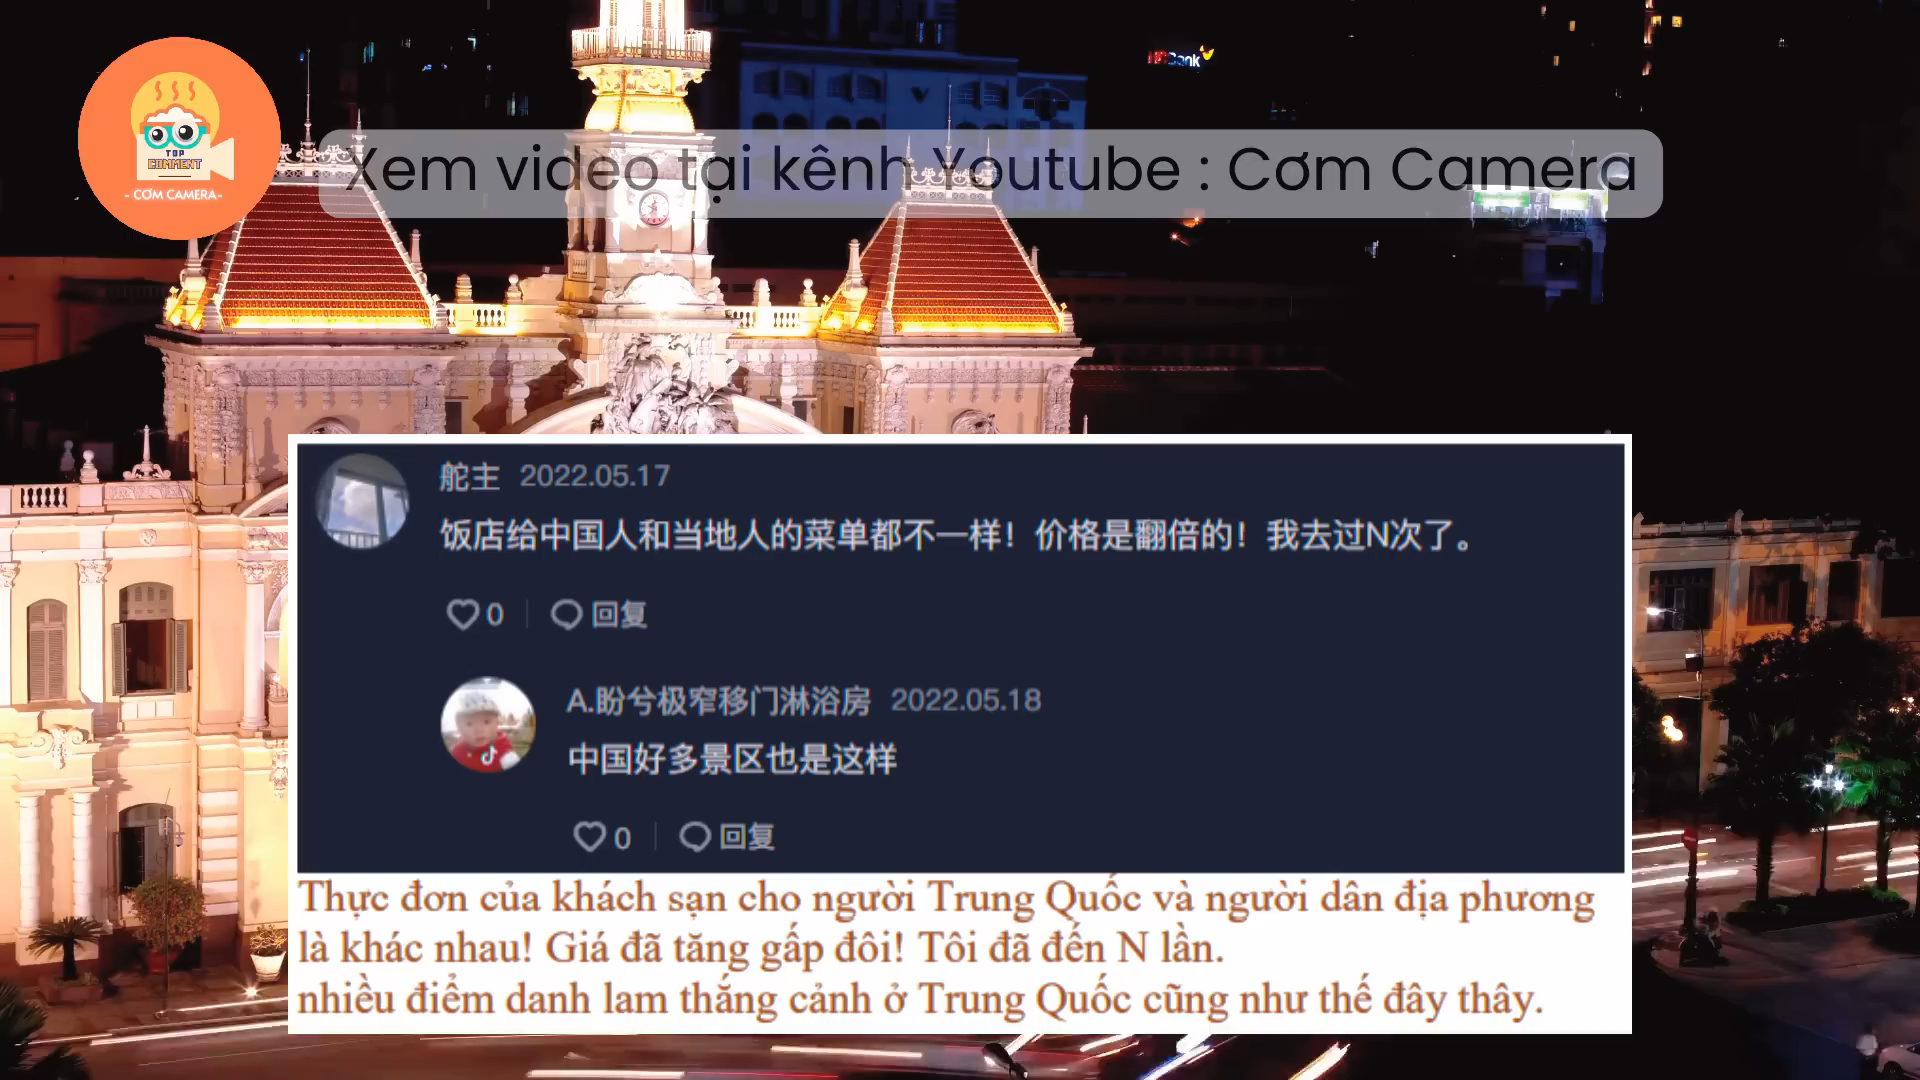 HDBank
Xem video tại kênh Youtube : Cơm Camera
TOP
COMMENT
- CƠM CAMERA-
舵主 2022.05.17
饭店给中国人和当地人的菜单都不一样！价格是翻倍的！我去过N次了。
0 回复
A.盼兮极窄移门淋浴房 2022.05.18
中国好多景区也是这样
0 回复
Thực đơn của khách sạn cho người Trung Quốc và người dân địa phương
là khác nhau! Giá đã tăng gấp đôi! Tôi đã đến N lần.
nhiều điểm danh lam thắng cảnh ở Trung Quốc cũng như thế đây thây.